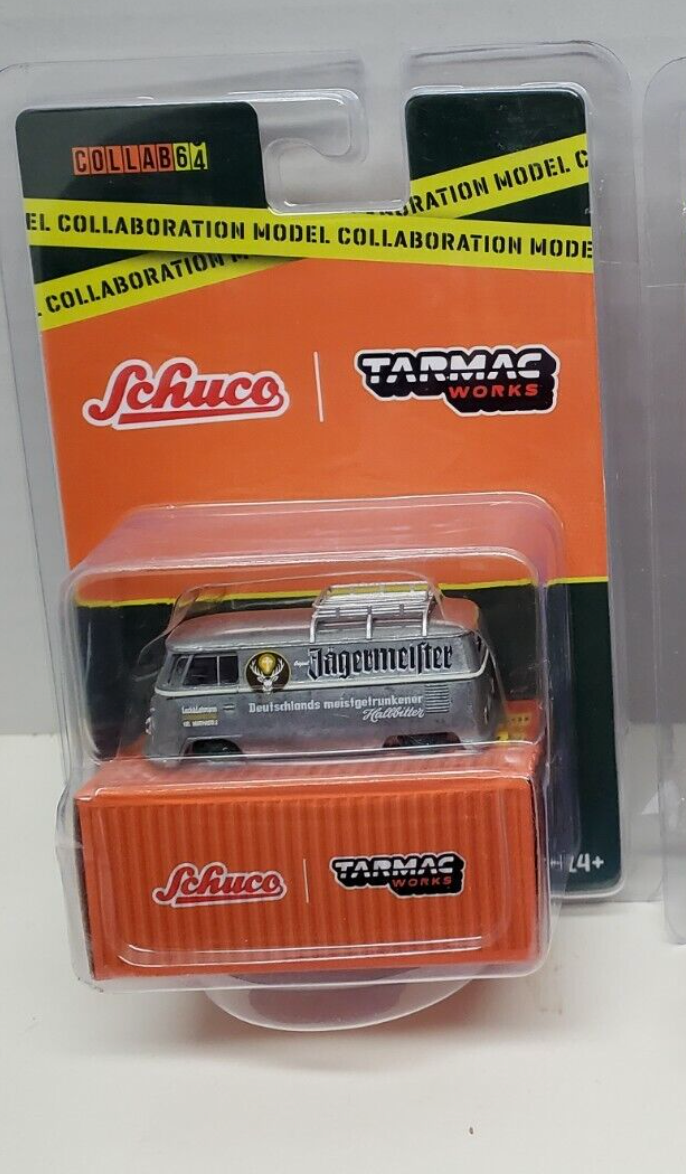 COLLAB64
RATION MODEL C
EL COLLABORATION MODEL COLLABORATION MODE
COLLABORATION M
Schuco
TARMAC
WORKS
Jägermeister
Deutschlands meistgetrunkener
Halbbitter
Schuco
TARMAC
WORKS
14+